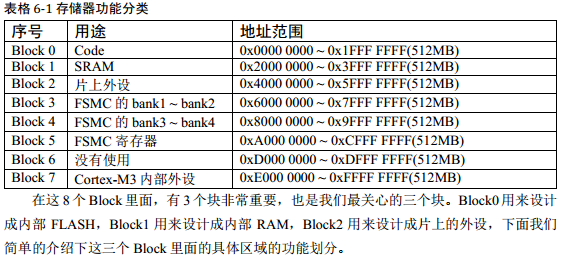 表格 6-1 存储器功能分类
序号 用途 地址范围
Block 0 Code 0x0000 0000 ~ 0x1FFF FFFF(512MB)
Block 1 SRAM 0x2000 0000 ~ 0x3FFF FFFF(512MB)
Block 2 片上外设 0x4000 0000 ~ 0x5FFF FFFF(512MB)
Block 3 FSMC 的 bank1 ~ bank2 0x6000 0000 ~ 0x7FFF FFFF(512MB)
Block 4 FSMC 的 bank3 ~ bank4 0x8000 0000 ~ 0x9FFF FFFF(512MB)
Block 5 FSMC 寄存器 0xA000 0000 ~ 0xCFFF FFFF(512MB)
Block 6 没有使用 0xD000 0000 ~ 0xDFFF FFFF(512MB)
Block 7 Cortex-M3 内部外设 0xE000 0000 ~ 0xFFFF FFFF(512MB)
在这 8 个 Block 里面，有 3 个块非常重要，也是我们最关心的三个块。Block0 用来设计
成内部 FLASH，Block1 用来设计成内部 RAM，Block2 用来设计成片上的外设，下面我们
简单的介绍下这三个 Block 里面的具体区域的功能划分。